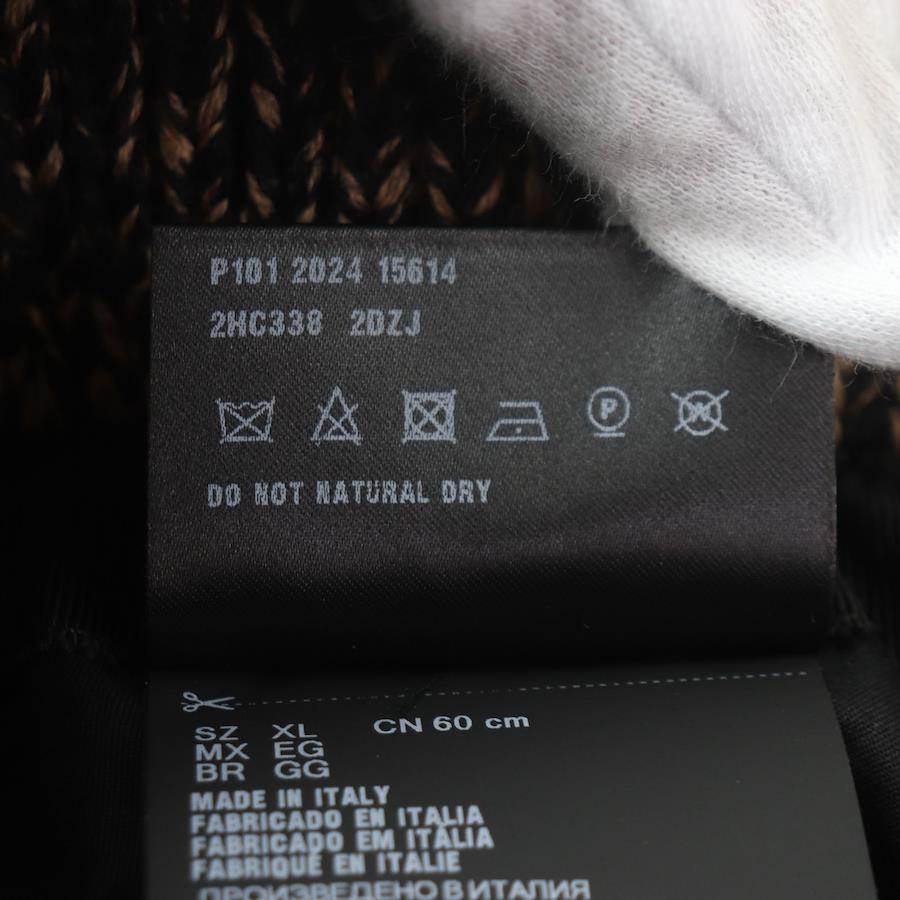 P101 2024 15614
2HC338 2DZJ
P
DO NOT NATURAL DRY
SZ XL CN 60 cm
MX EG
BR GG
MADE IN ITALY
FABRICADO EN ITALIA
FABRICADO EM ITÁLIA
FABRIQUÉ EN ITALIE
ПРОИЗВЕДЕНО В ИТАЛИЯ